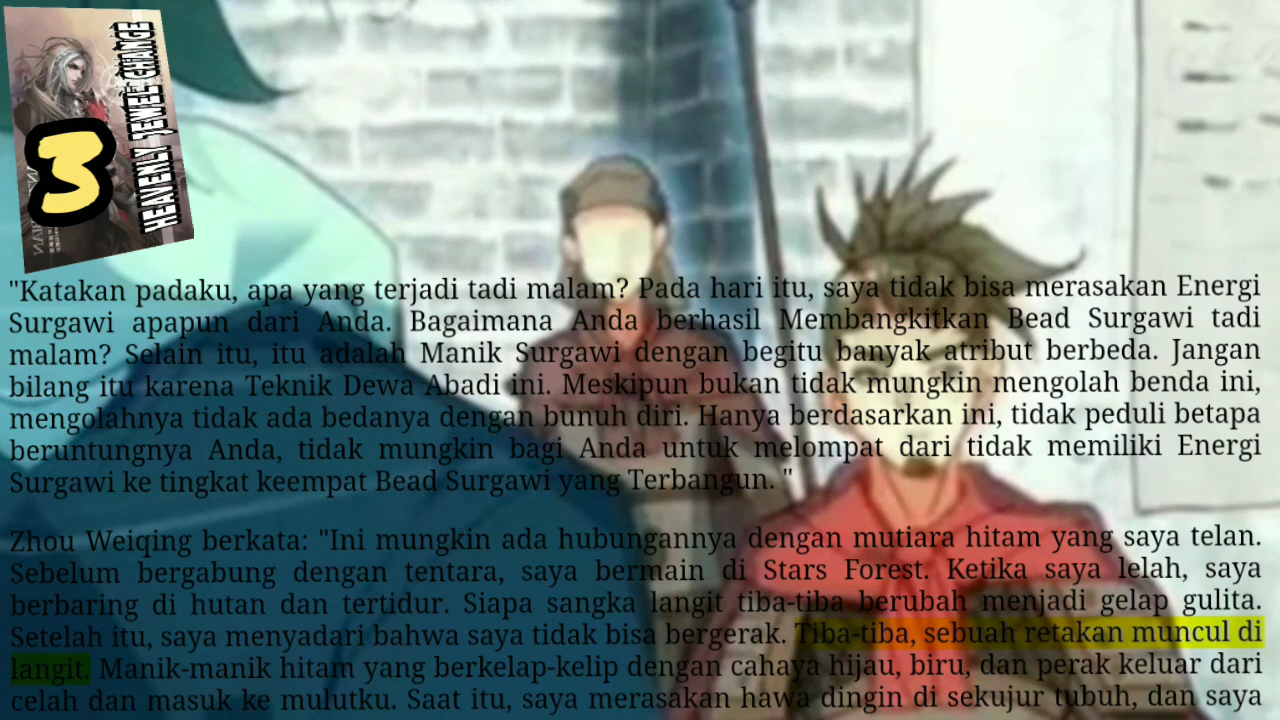 3
HEAVENLY JEWEL CHANGE
"Katakan padaku, apa yang terjadi tadi malam? Pada hari itu, saya tidak bisa merasakan Energi
Surgawi apapun dari Anda. Bagaimana Anda berhasil Membangkitkan Bead Surgawi tadi
malam? Selain itu, itu adalah Manik Surgawi dengan begitu banyak atribut berbeda. Jangan
bilang itu karena Teknik Dewa Abadi ini. Meskipun bukan tidak mungkin mengolah benda ini,
mengolahnya tidak ada bedanya dengan bunuh diri. Hanya berdasarkan ini, tidak peduli betapa
beruntungnya Anda, tidak mungkin bagi Anda untuk melompat dari tidak memiliki Energi
Surgawi ke tingkat keempat Bead Surgawi yang Terbangun. "
Zhou Weiqing berkata: "Ini mungkin ada hubungannya dengan mutiara hitam yang saya telan.
Sebelum bergabung dengan tentara, saya bermain di Stars Forest. Ketika saya lelah, saya
berbaring di hutan dan tertidur. Siapa sangka langit tiba-tiba berubah menjadi gelap gulita.
Setelah itu, saya menyadari bahwa saya tidak bisa bergerak. Tiba-tiba, sebuah retakan muncul di
langit. Manik-manik hitam yang berkelap-kelip dengan cahaya hijau, biru, dan perak keluar dari
celah dan masuk ke mulutku. Saat itu, saya merasakan hawa dingin di sekujur tubuh, dan saya